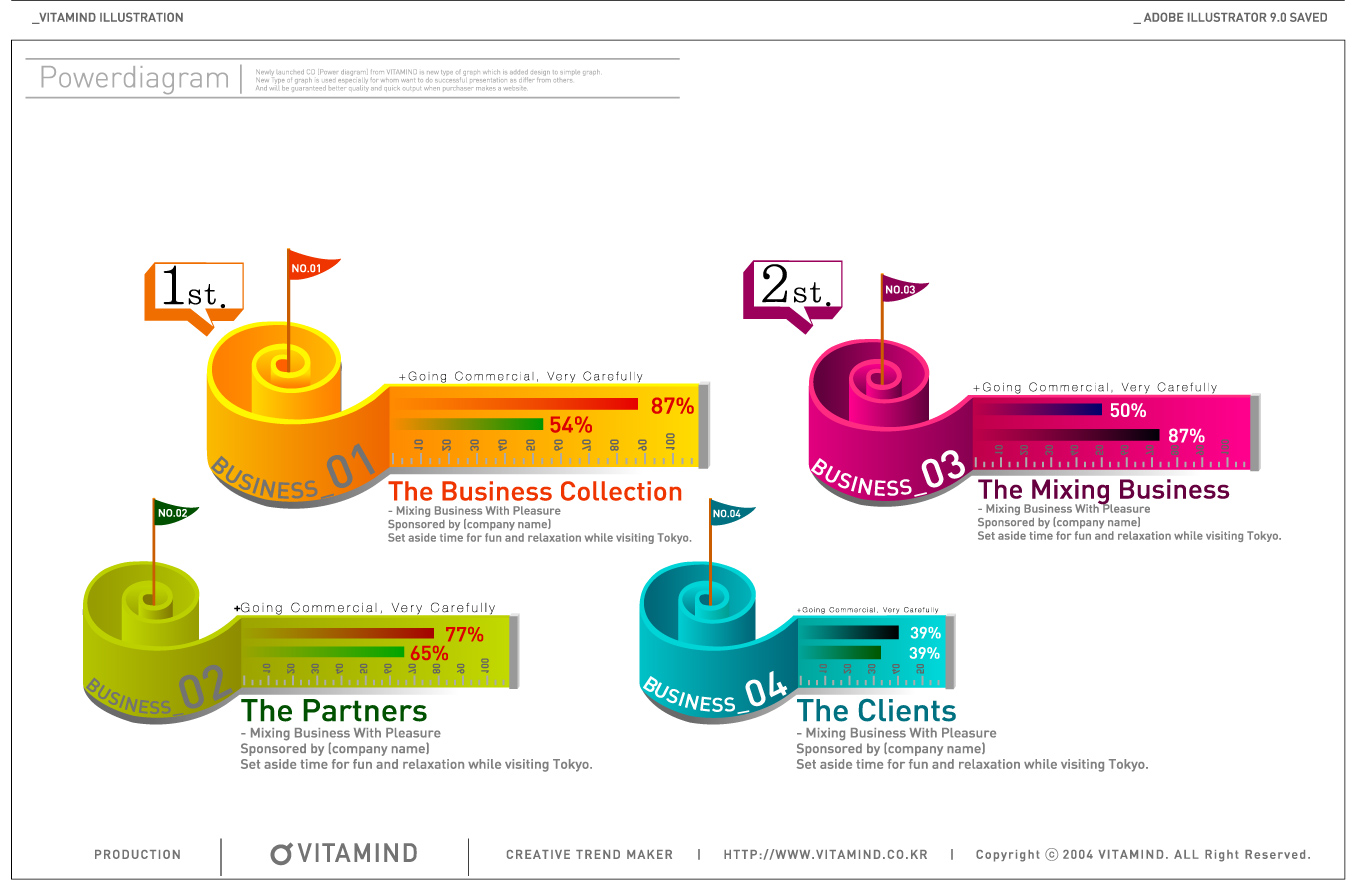 _VITAMIND ILLUSTRATION
_ ADOBE ILLUSTRATOR 9.0 SAVED
Powerdiagram
Newly launched CD (Power diagram) from VITAMIND is new type of graph which is added design to simple graph.
New Type of graph is used especially for whom want to do successful presentation as differ from others.
And will be guaranteed better quality and quick output when purchaser makes a website.
1st.
NO.01
+Going Commercial, Very Carefully
87%
54%
10 20 30 40 50 60 70 80 90 100
BUSINESS_01
The Business Collection
- Mixing Business With Pleasure
Sponsored by (company name)
Set aside time for fun and relaxation while visiting Tokyo.
2st.
NO.03
+Going Commercial, Very Carefully
50%
87%
10 20 30 40 50 60 70 80 90
BUSINESS_03
The Mixing Business
- Mixing Business With Pleasure
Sponsored by (company name)
Set aside time for fun and relaxation while visiting Tokyo.
NO.02
+Going Commercial, Very Carefully
77%
65%
10 20 30 40 50 60 70 80 90 100
BUSINESS_02
The Partners
- Mixing Business With Pleasure
Sponsored by (company name)
Set aside time for fun and relaxation while visiting Tokyo.
NO.04
+Going Commercial, Very Carefully
39%
39%
10 20 30 40 50
BUSINESS_04
The Clients
- Mixing Business With Pleasure
Sponsored by (company name)
Set aside time for fun and relaxation while visiting Tokyo.
PRODUCTION
VITAMIND
CREATIVE TREND MAKER | HTTP://WWW.VITAMIND.CO.KR | Copyright ⓒ 2004 VITAMIND. ALL Right Reserved.